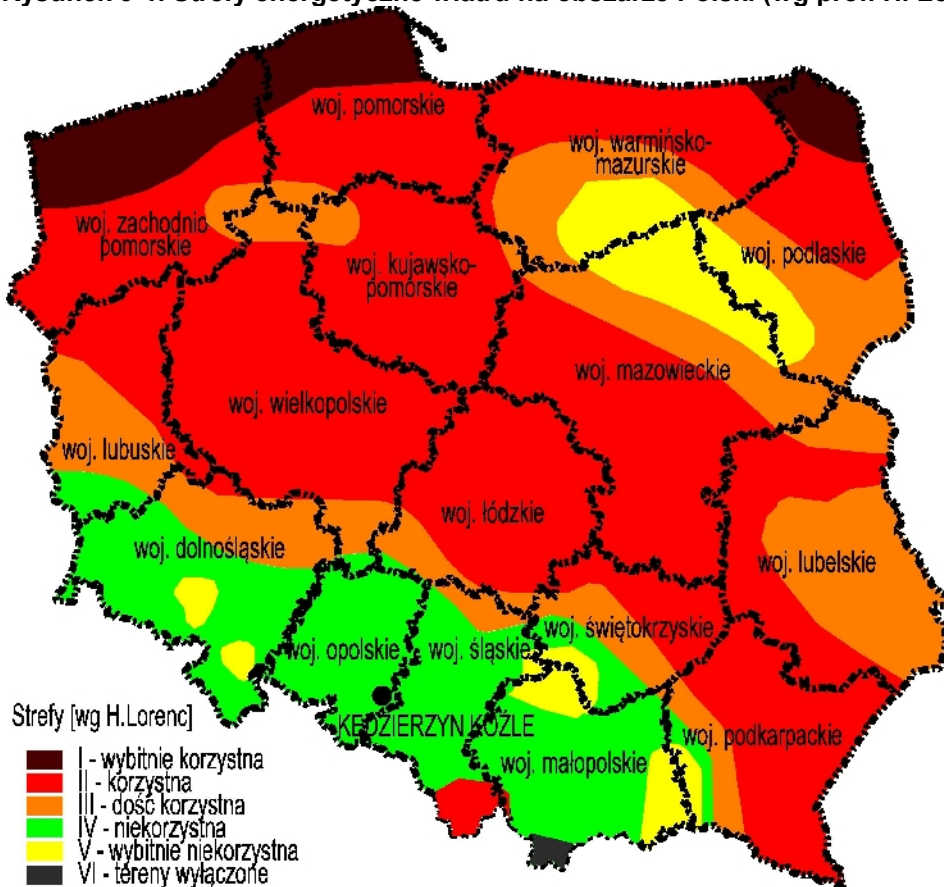 woj. pomorskie
woj. warmińsko-
mazurskie
woj. zachodnio
pomorskie
woj. kujawsko-
pomorskie
woj. podlaskie
woj. mazowieckie
woj. wielkopolskie
woj. lubuskie
woj. łódzkie
woj. dolnośląskie
woj. lubelskie
woj. świętokrzyskie
woj. opolskie
woj. śląskie
KĘDZIERZYN KOŹLE
woj. podkarpackie
woj. małopolskie
Strefy [wg H.Lorenc]
I - wybitnie korzystna
II - korzystna
III - dość korzystna
IV - niekorzystna
V - wybitnie niekorzystna
VI - tereny wyłączone